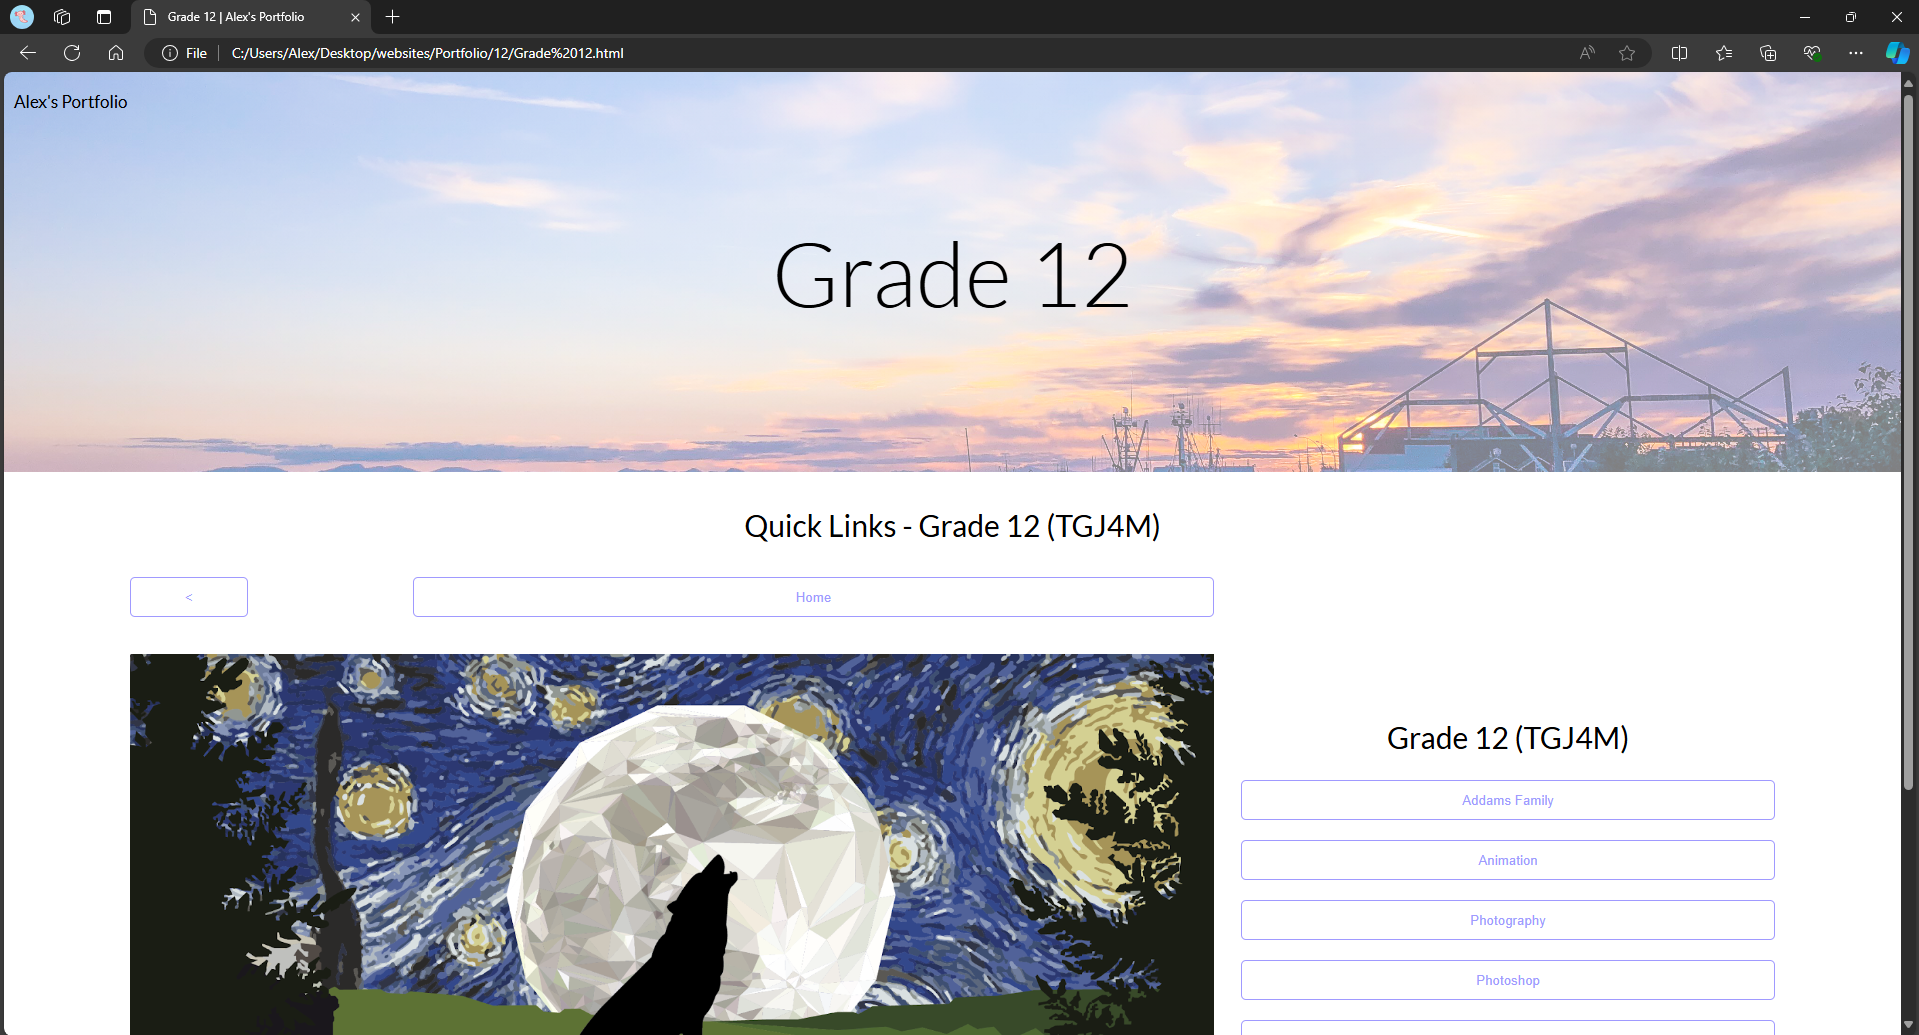 Grade 12 | Alex's Portfolio
File
C:/Users/Alex/Desktop/websites/Portfolio/12/Grade%2012.html
Alex's Portfolio
Grade 12
Quick Links - Grade 12 (TGJ4M)
<
Home
Grade 12 (TGJ4M)
Addams Family
Animation
Photography
Photoshop